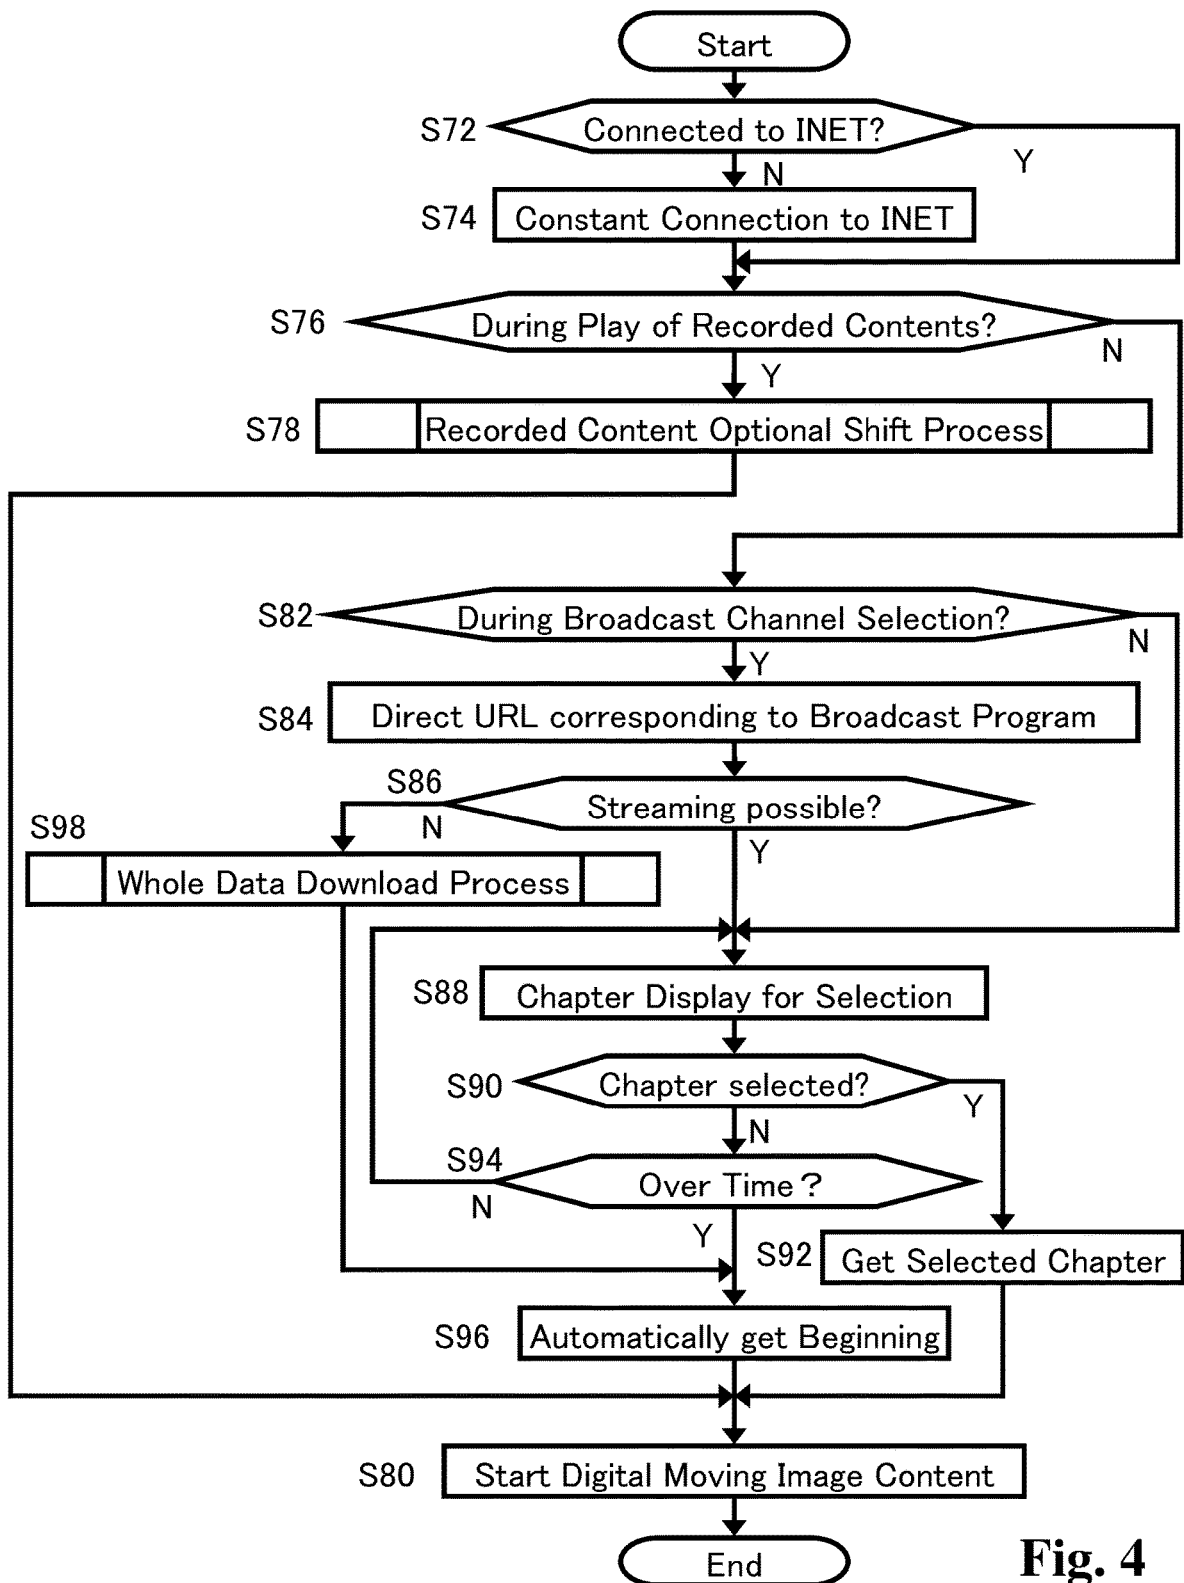 Start
S72
Connected to INET?
Y
N
S74
Constant Connection to INET
S76
During Play of Recorded Contents?
N
Y
S78
Recorded Content Optional Shift Process
S82
During Broadcast Channel Selection?
N
Y
S84
Direct URL corresponding to Broadcast Program
S86
Streaming possible?
N
Y
S98
Whole Data Download Process
S88
Chapter Display for Selection
S90
Chapter selected?
Y
N
S94
Over Time?
N
Y
S92
Get Selected Chapter
S96
Automatically get Beginning
S80
Start Digital Moving Image Content
End
Fig. 4